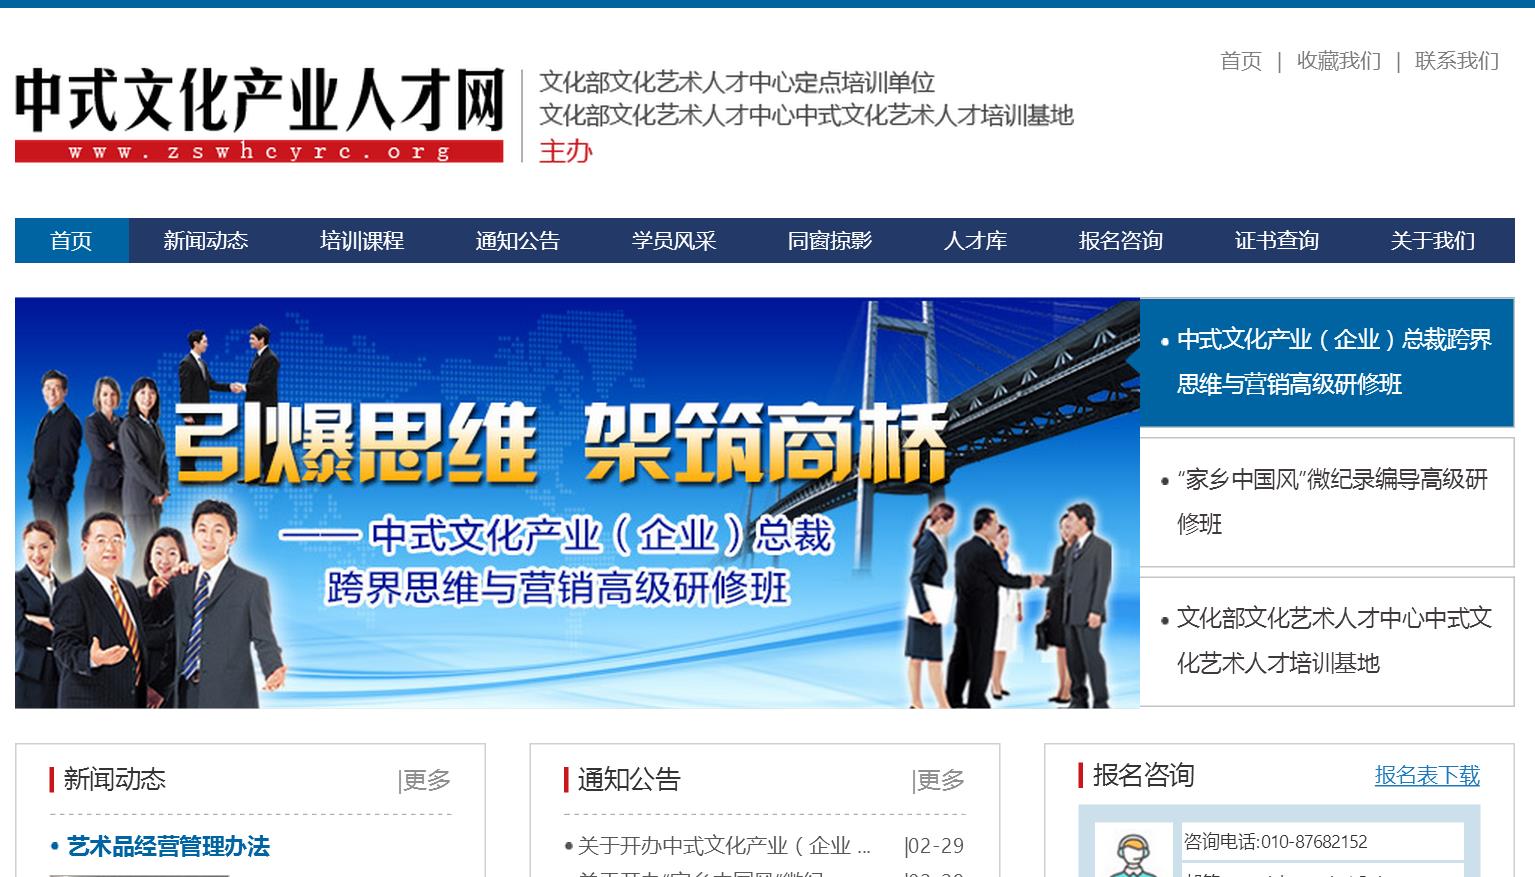 首页 | 收藏我们 | 联系我们
中式文化产业人才网
www.zswhcyrc.org
文化部文化艺术人才中心定点培训单位
文化部文化艺术人才中心中式文化艺术人才培训基地
主办
首页 新闻动态 培训课程 通知公告 学员风采 同窗掠影 人才库 报名咨询 证书查询 关于我们
引爆思维 架筑商桥
——中式文化产业（企业）总裁
跨界思维与营销高级研修班
中式文化产业（企业）总裁跨界
思维与营销高级研修班
“家乡中国风”微纪录编导高级研
修班
文化部文化艺术人才中心中式文
化艺术人才培训基地
新闻动态 |更多
艺术品经营管理办法
通知公告 |更多
关于开办中式文化产业（企业 ... |02-29
报名咨询 报名表下载
咨询电话:010-87682152